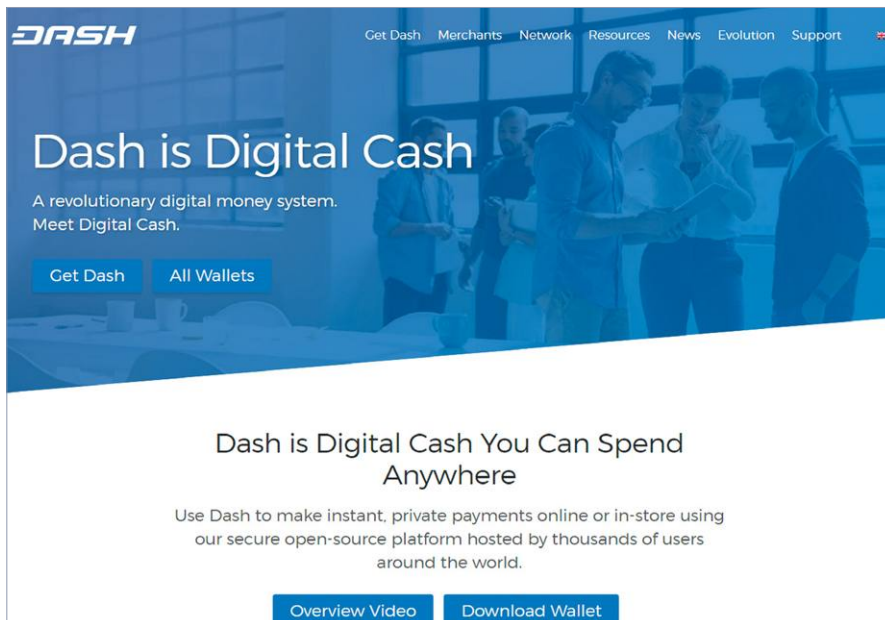 DASH
Get Dash Merchants Network Resources News Evolution Support
Dash is Digital Cash
A revolutionary digital money system.
Meet Digital Cash.
Get Dash All Wallets
Dash is Digital Cash You Can Spend
Anywhere
Use Dash to make instant, private payments online or in-store using
our secure open-source platform hosted by thousands of users
around the world.
Overview Video Download Wallet